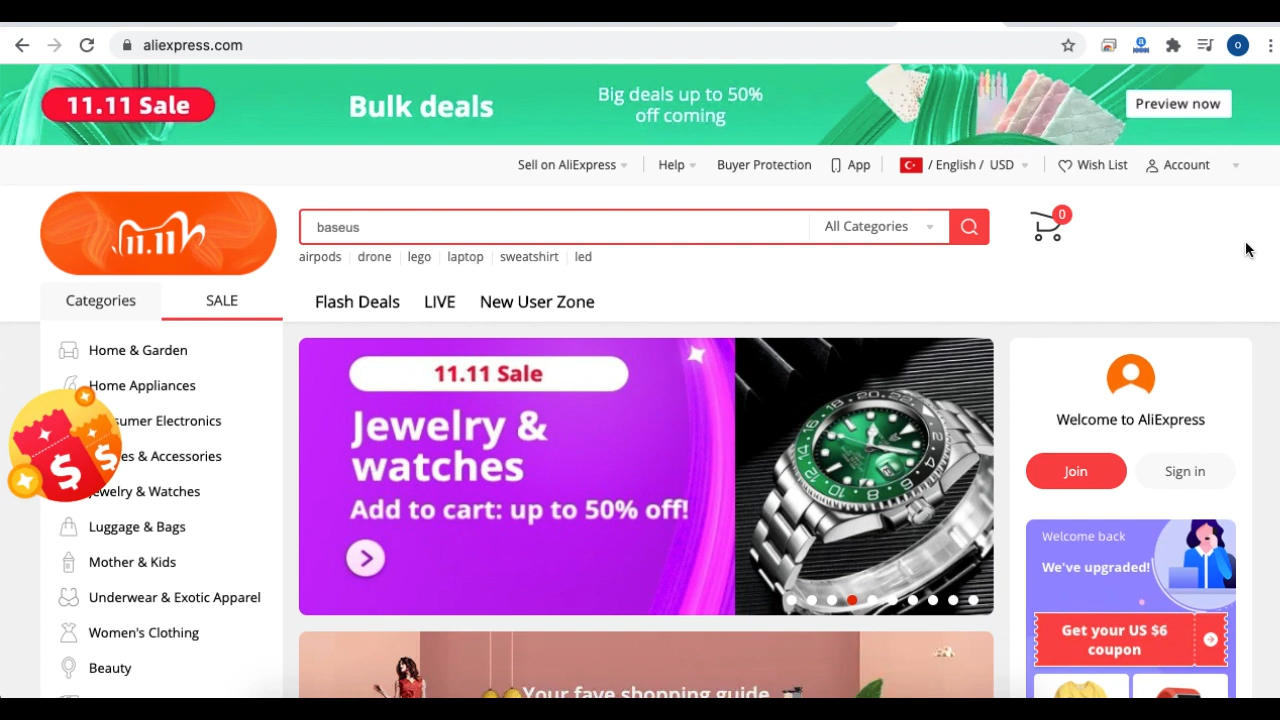 aliexpress.com
o
11.11 Sale
Bulk deals
Big deals up to 50%
off coming
Preview now
Sell on AliExpress
Help
Buyer Protection
App
/ English / USD
Wish List
Account
11.11
baseus
All Categories
0
airpods
drone
lego
laptop
sweatshirt
led
Categories
SALE
Flash Deals
LIVE
New User Zone
Home & Garden
Home Appliances
sumer Electronics
es & Accessories
ewelry & Watches
Luggage & Bags
Mother & Kids
Underwear & Exotic Apparel
Women's Clothing
Beauty
$
$
11.11 Sale
Jewelry &
watches
Add to cart: up to 50% off!
Your fave shopping guide
Welcome to AliExpress
Join
Sign in
Welcome back
We've upgraded!
Get your US $6
coupon